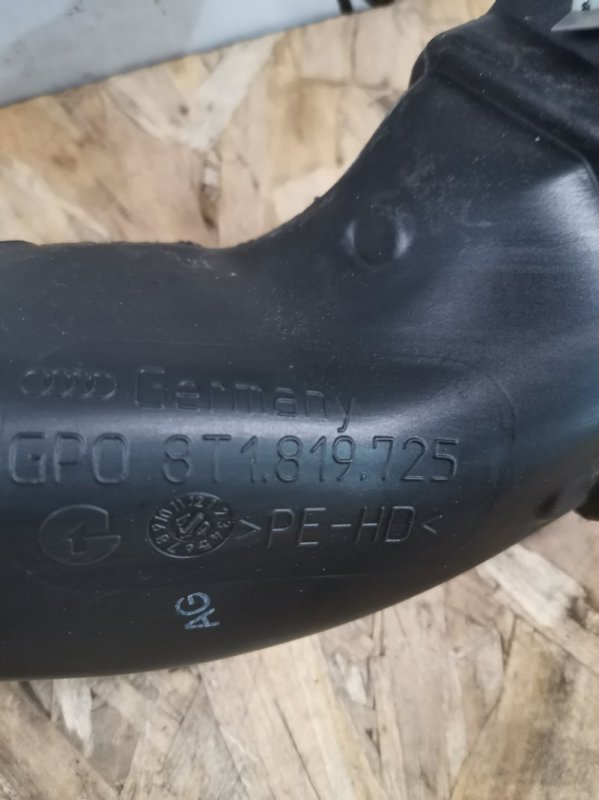 Germany
GPO 8T1.819.725
>PE-HD<
AG